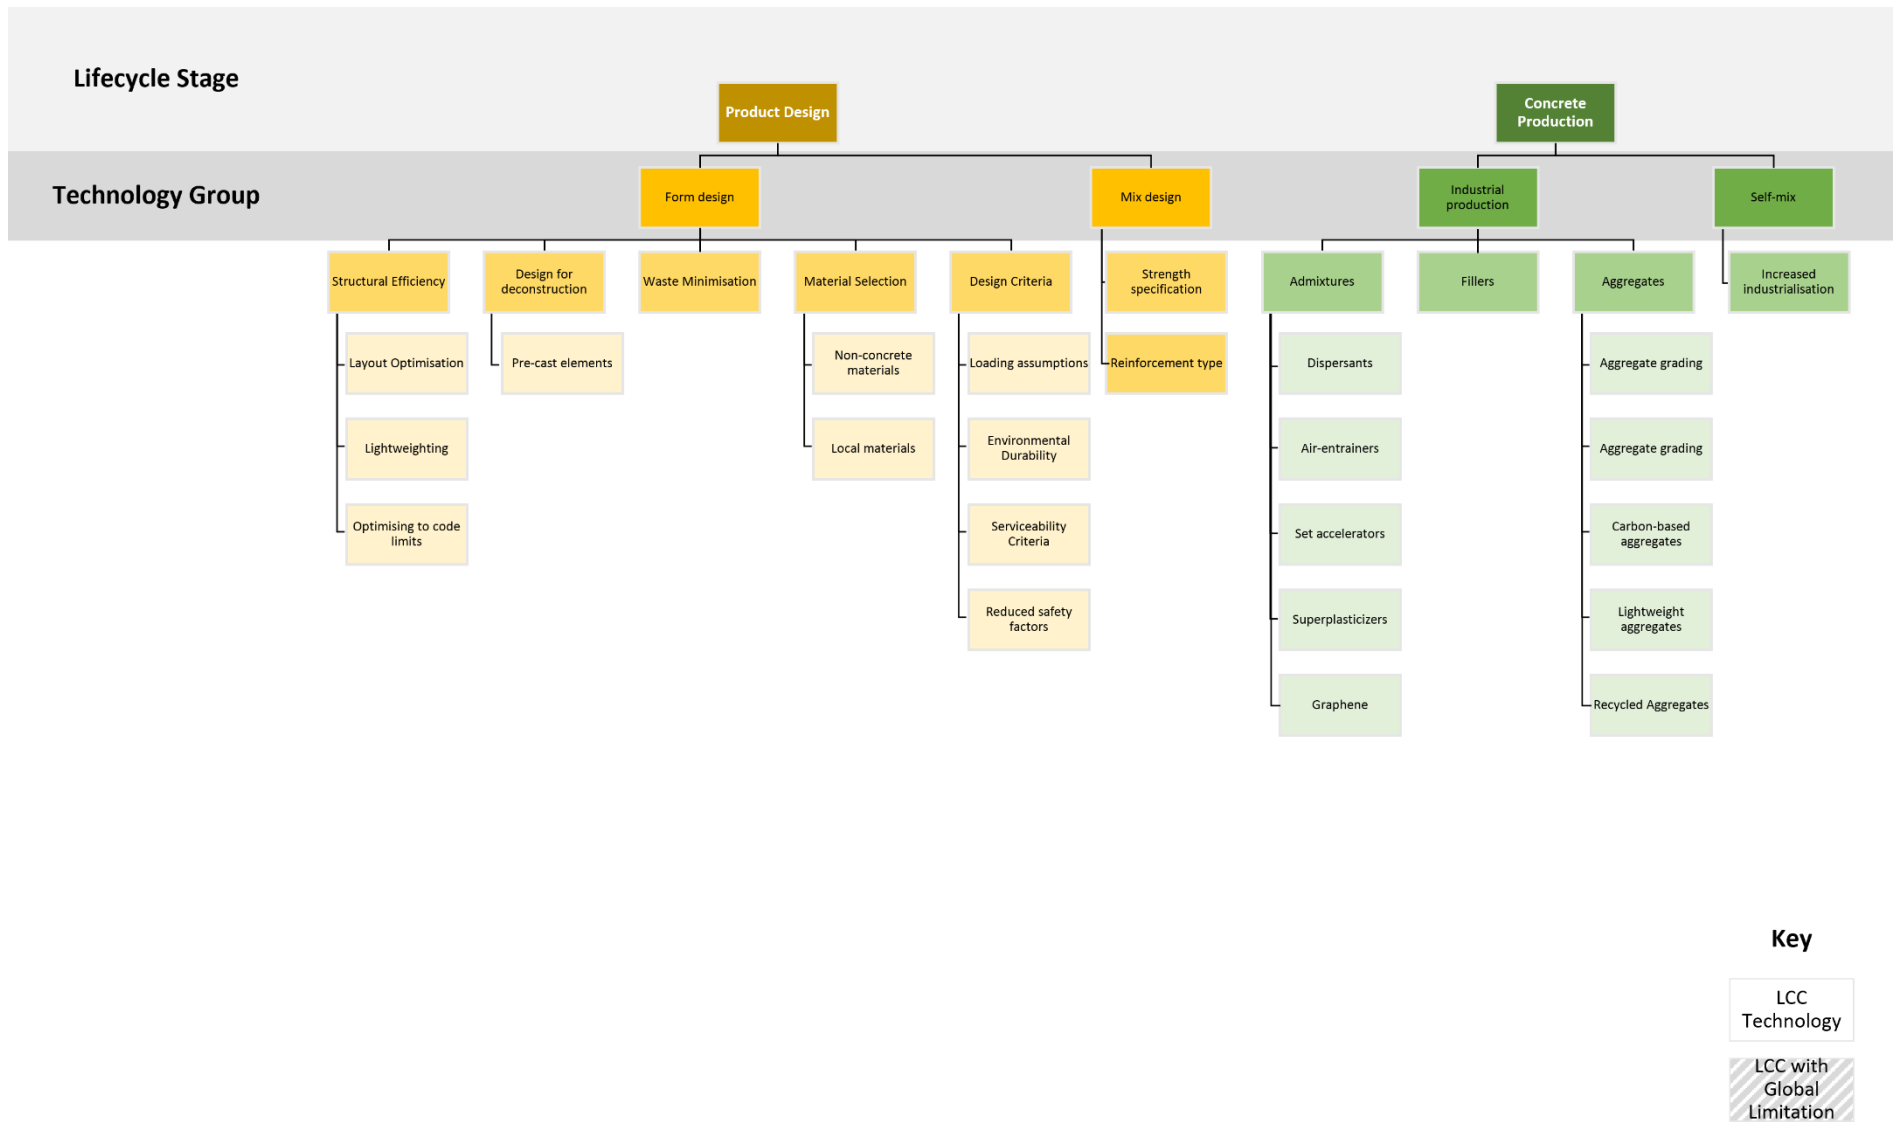 Lifecycle Stage
Product Design
Concrete
Production
Technology Group
Form design
Mix design
Industrial
production
Self-mix
Structural Efficiency
Design for
deconstruction
Waste Minimisation
Material Selection
Design Criteria
Strength
specification
Admixtures
Fillers
Aggregates
Increased
industrialisation
Layout Optimisation
Pre-cast elements
Non-concrete
materials
Loading assumptions
Reinforcement type
Dispersants
Aggregate grading
Lightweighting
Local materials
Environmental
Durability
Air-entrainers
Aggregate grading
Optimising to code
limits
Serviceability
Criteria
Set accelerators
Carbon-based
aggregates
Reduced safety
factors
Superplasticizers
Lightweight
aggregates
Graphene
Recycled Aggregates
Key
LCC
Technology
LCC with
Global
Limitation